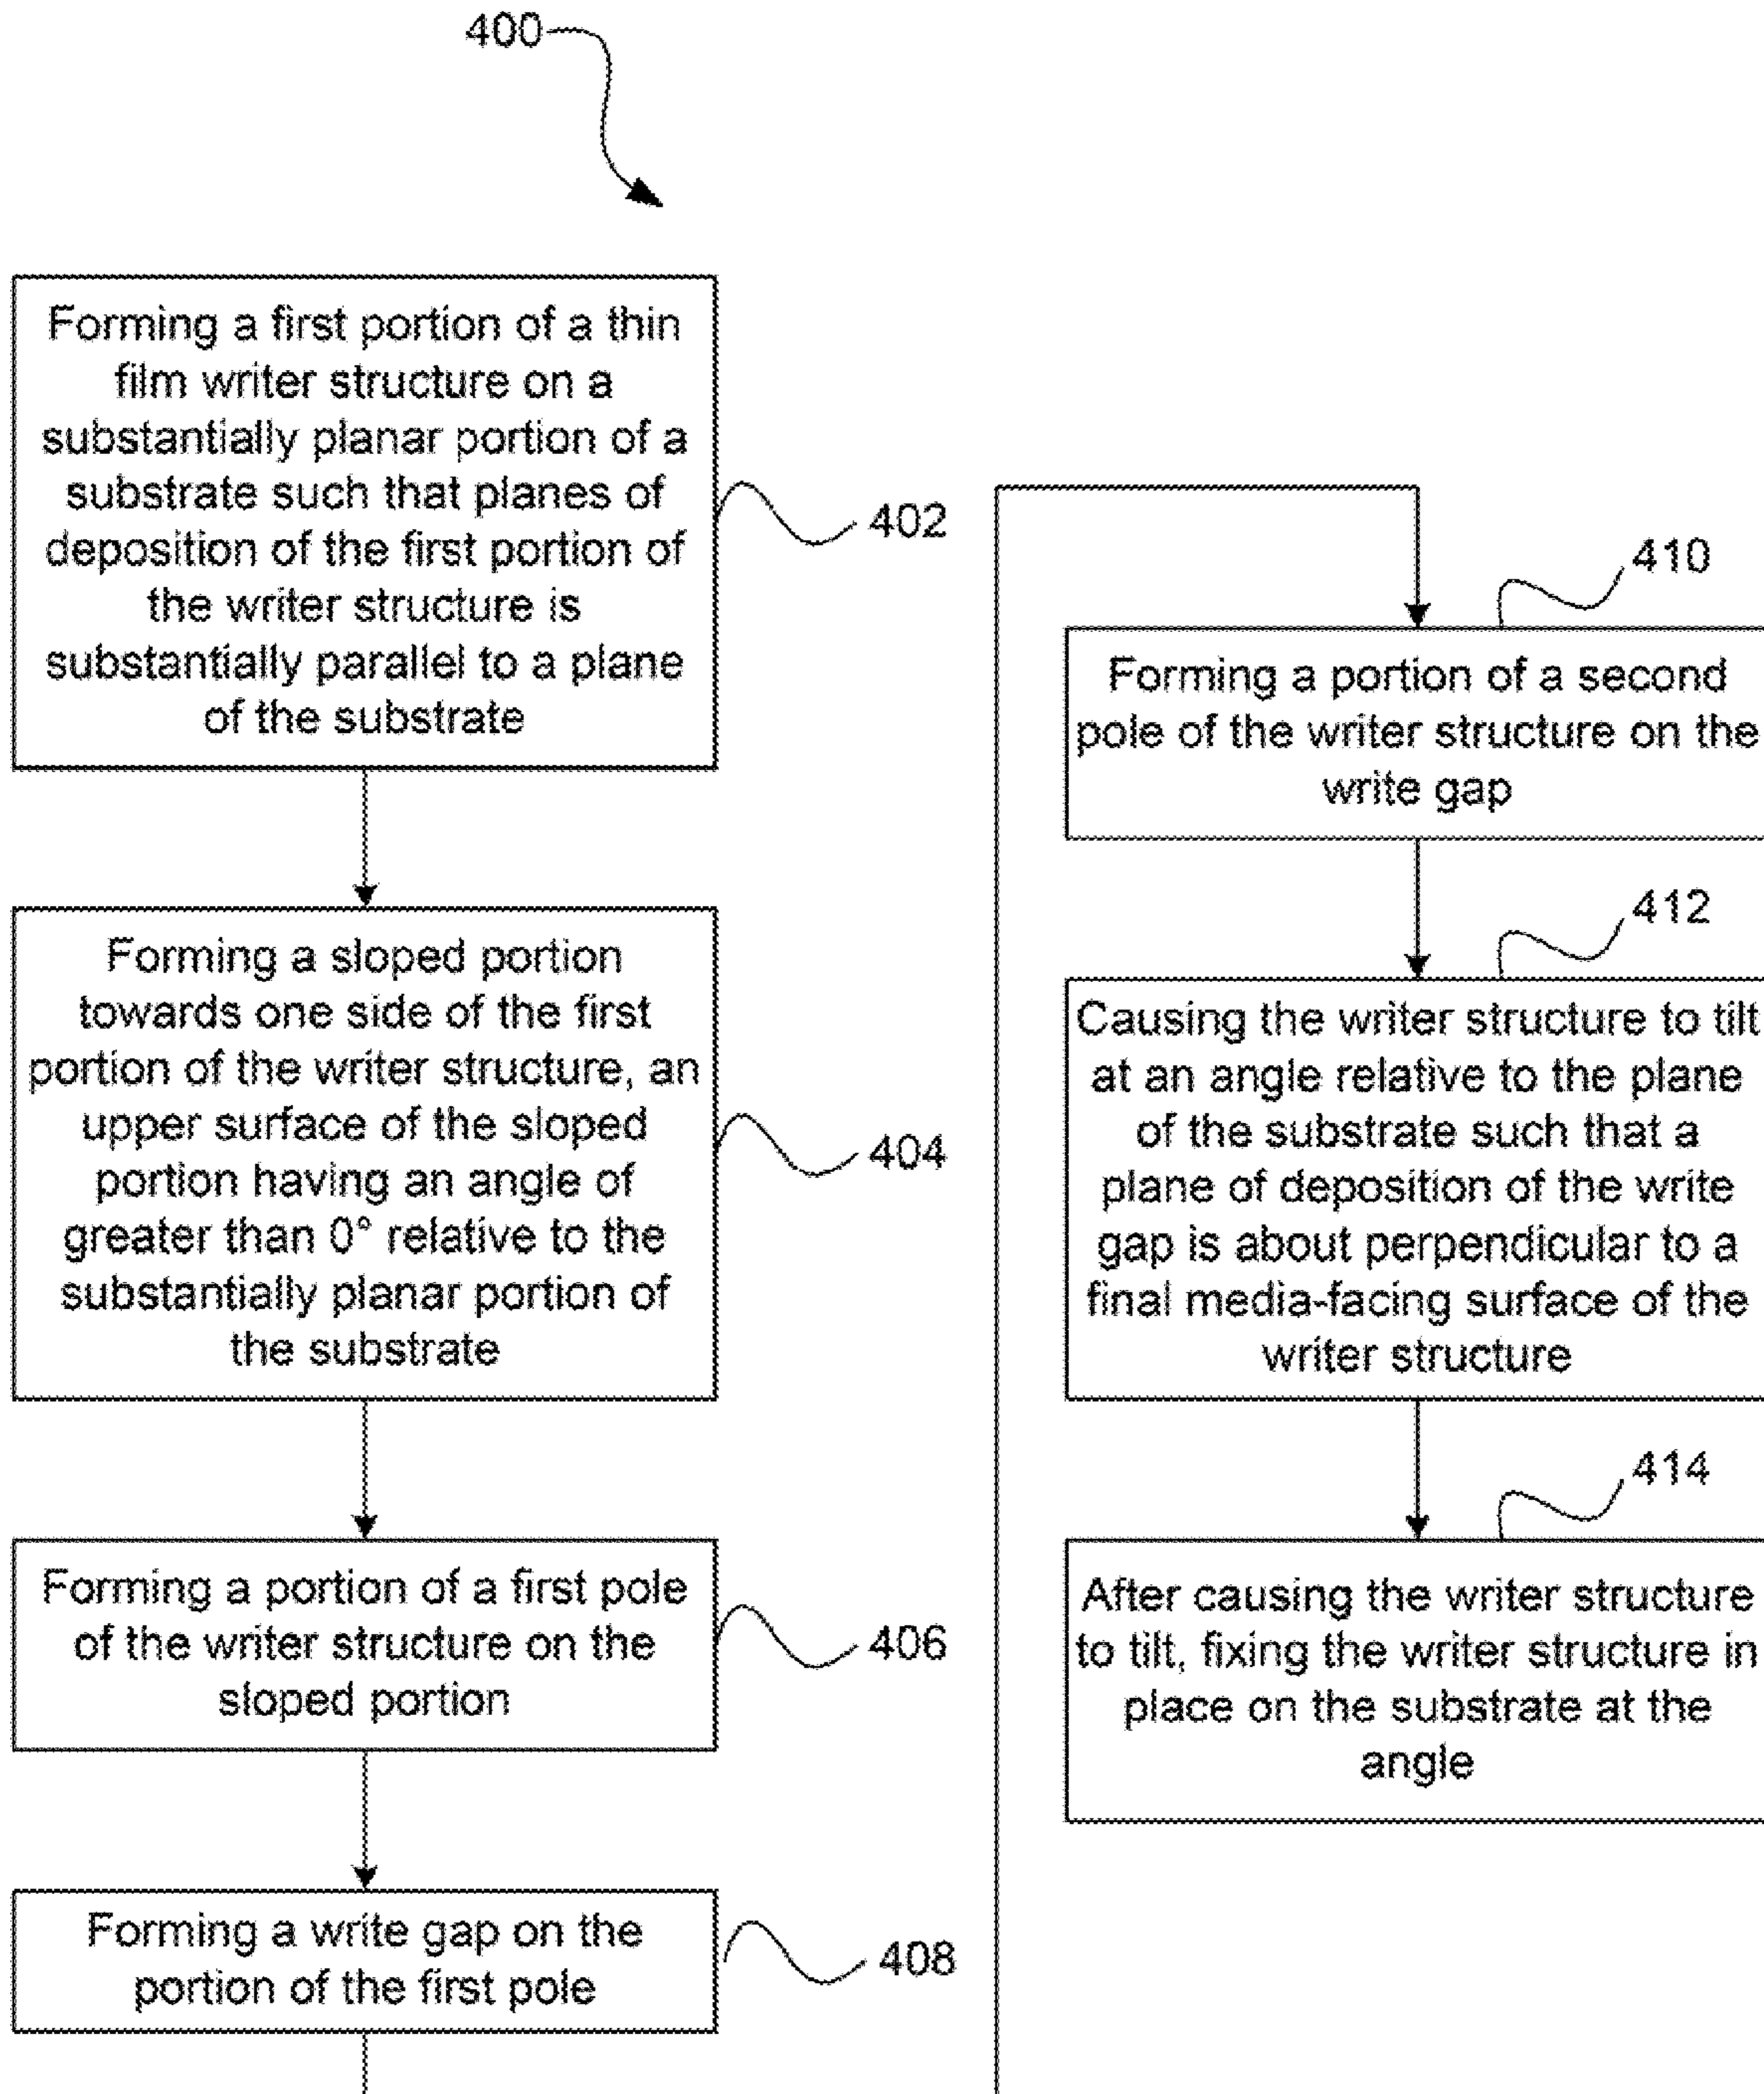 400
Forming a first portion of a thin
film writer structure on a
substantially planar portion of a
substrate such that planes of
deposition of the first portion of
the writer structure is
substantially parallel to a plane
of the substrate
402
Forming a sloped portion
towards one side of the first
portion of the writer structure, an
upper surface of the sloped
portion having an angle of
greater than 0° relative to the
substantially planar portion of
the substrate
404
Forming a portion of a first pole
of the writer structure on the
sloped portion
406
Forming a write gap on the
portion of the first pole
408
410
Forming a portion of a second
pole of the writer structure on the
write gap
412
Causing the writer structure to tilt
at an angle relative to the plane
of the substrate such that a
plane of deposition of the write
gap is about perpendicular to a
final media-facing surface of the
writer structure
414
After causing the writer structure
to tilt, fixing the writer structure in
place on the substrate at the
angle